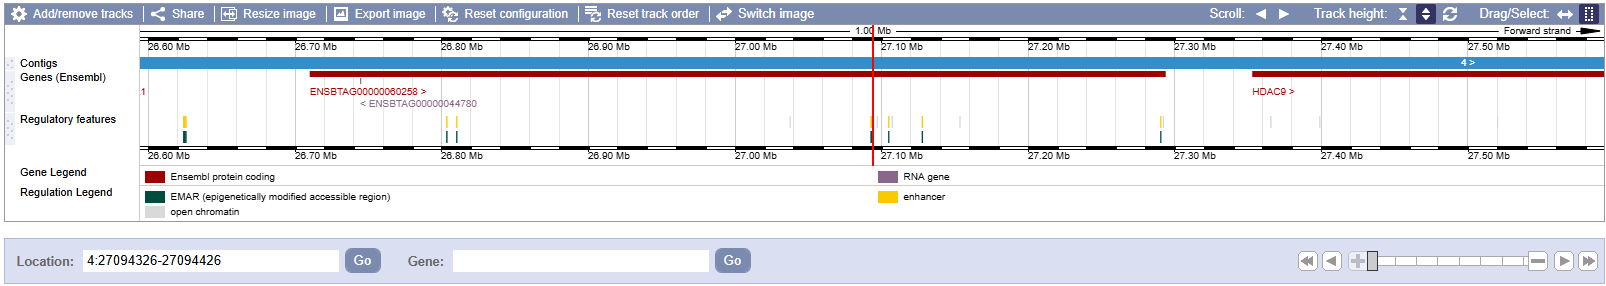 Add/remove tracks Share Resize image Export image Reset configuration Reset track order Switch image Scroll: Track height: Drag/Select:
1.00 Mb Forward strand
26.60 Mb 26.70 Mb 26.80 Mb 26.90 Mb 27.00 Mb 27.10 Mb 27.20 Mb 27.30 Mb 27.40 Mb 27.50 Mb
Contigs 4 >
Genes (Ensembl)
.1 ENSBTAG00000060258 > HDAC9 >
< ENSBTAG00000044780
Regulatory features
26.60 Mb 26.70 Mb 26.80 Mb 26.90 Mb 27.00 Mb 27.10 Mb 27.20 Mb 27.30 Mb 27.40 Mb 27.50 Mb
Gene Legend Ensembl protein coding RNA gene
Regulation Legend EMAR (epigenetically modified accessible region) enhancer
open chromatin
Location: 4:27094326-27094426 Go Gene: Go